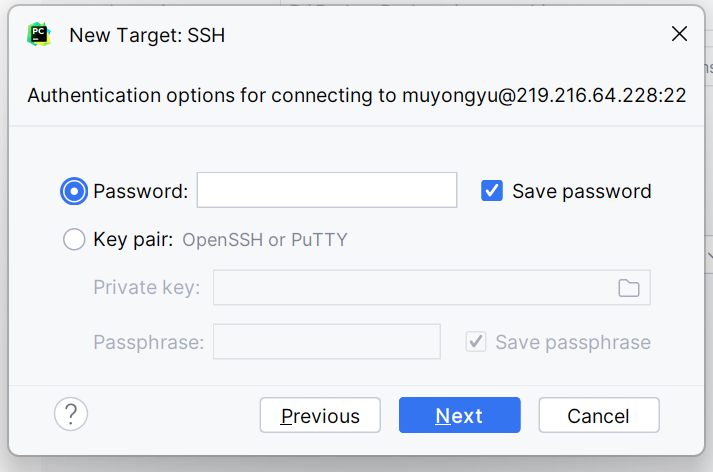 PC
New Target: SSH
Authentication options for connecting to muyongyu@219.216.64.228:22
Password:
Save password
Key pair: OpenSSH or PuTTY
Private key:
Passphrase:
Save passphrase
?
Previous
Next
Cancel